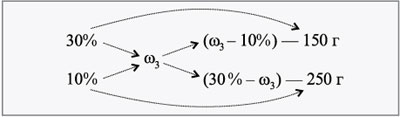 30% (ω₃ – 10%) — 150 г
ω₃
10% (30 % – ω₃) — 250 г